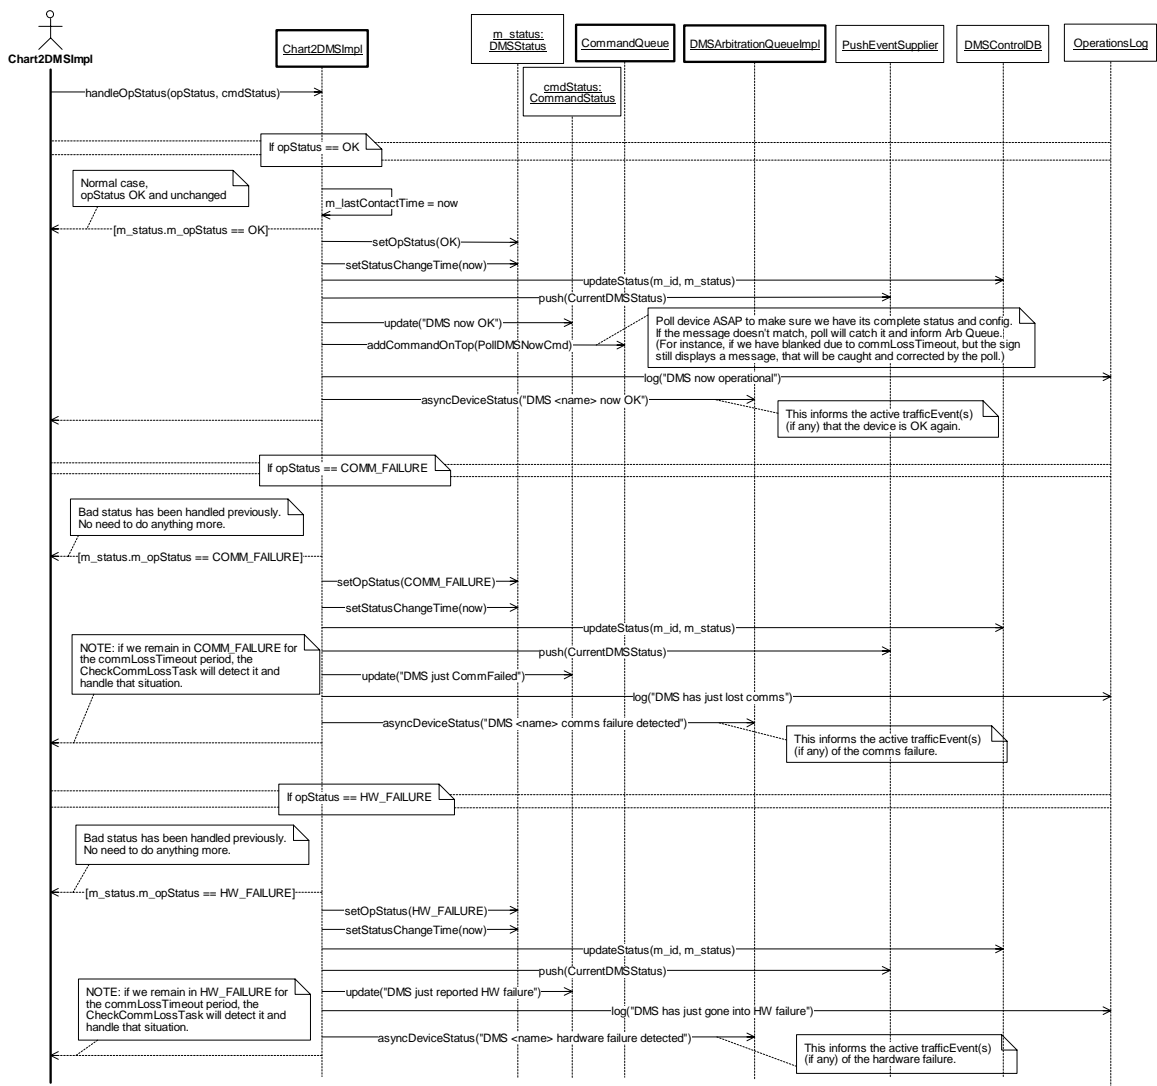 Chart2DMSImpl
Chart2DMSImpl
m_status:
DMSStatus
CommandQueue
DMSArbitrationQueueImpl
PushEventSupplier
DMSControlDB
OperationsLog
cmdStatus:
CommandStatus
handleOpStatus(opStatus, cmdStatus)
If opStatus == OK
Normal case,
opStatus OK and unchanged
m_lastContactTime = now
[m_status.m_opStatus == OK]
setOpStatus(OK)
setStatusChangeTime(now)
updateStatus(m_id, m_status)
push(CurrentDMSStatus)
update("DMS now OK")
addCommandOnTop(PollDMSNowCmd)
Poll device ASAP to make sure we have its complete status and config.
If the message doesn't match, poll will catch it and inform Arb Queue.
(For instance, if we have blanked due to commLossTimeout, but the sign
still displays a message, that will be caught and corrected by the poll.)
log("DMS now operational")
asyncDeviceStatus("DMS <name> now OK")
This informs the active trafficEvent(s)
(if any) that the device is OK again.
If opStatus == COMM_FAILURE
Bad status has been handled previously.
No need to do anything more.
[m_status.m_opStatus == COMM_FAILURE]
setOpStatus(COMM_FAILURE)
setStatusChangeTime(now)
updateStatus(m_id, m_status)
NOTE: if we remain in COMM_FAILURE for
the commLossTimeout period, the
CheckCommLossTask will detect it and
handle that situation.
push(CurrentDMSStatus)
update("DMS just CommFailed")
log("DMS has just lost comms")
asyncDeviceStatus("DMS <name> comms failure detected")
This informs the active trafficEvent(s)
(if any) of the comms failure.
If opStatus == HW_FAILURE
Bad status has been handled previously.
No need to do anything more.
[m_status.m_opStatus == HW_FAILURE]
setOpStatus(HW_FAILURE)
setStatusChangeTime(now)
updateStatus(m_id, m_status)
push(CurrentDMSStatus)
NOTE: if we remain in HW_FAILURE for
the commLossTimeout period, the
CheckCommLossTask will detect it and
handle that situation.
update("DMS just reported HW failure")
log("DMS has just gone into HW failure")
asyncDeviceStatus("DMS <name> hardware failure detected")
This informs the active trafficEvent(s)
(if any) of the hardware failure.